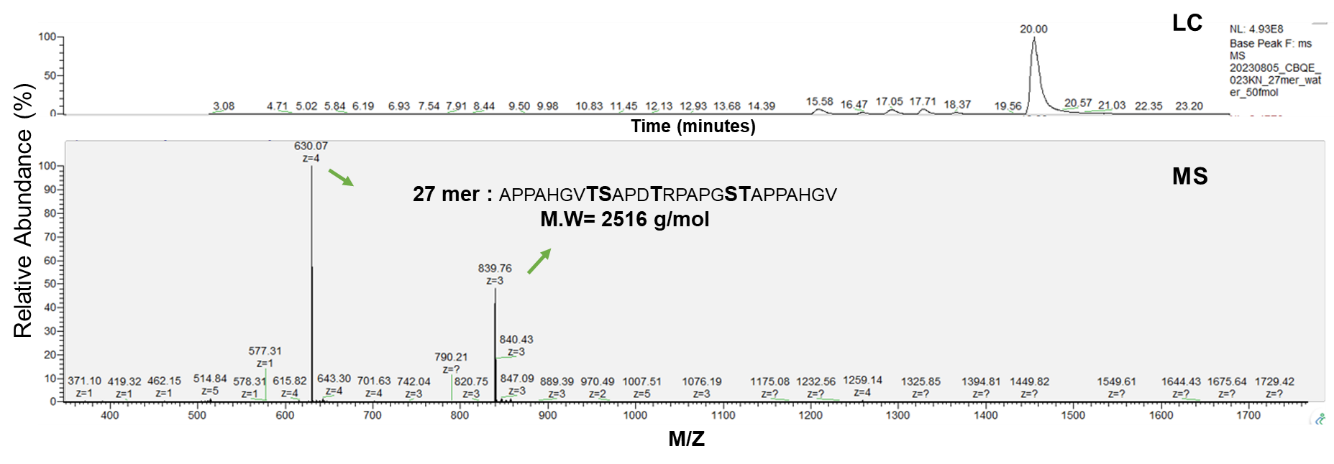 LC
NL: 4.93E8
Base Peak F: ms
MS
20230805_CBQE_
023KN_27mer_wat
er_50fmol
Relative Abundance (%)
100
50
0
20.00
3.08 4.71 5.02 5.84 6.19 6.93 7.54 7.91 8.44 9.50 9.98 10.83 11.45 12.13 12.93 13.68 14.39 15.58 16.47 17.05 17.71 18.37 19.56 20.57 21.03 22.35 23.20
Time (minutes)
MS
100
90
80
70
60
50
40
30
20
10
0
630.07
z=4
27 mer : APPAHGVTSAPDTRPAPGSTAPPAHGV
M.W= 2516 g/mol
839.76
z=3
840.43
z=3
577.31
z=1
790.21
z=?
371.10
z=1
419.32
z=1
462.15
z=1
514.84
z=5
578.31
z=1
615.82
z=4
643.30
z=4
701.63
z=4
742.04
z=3
820.75
z=3
847.09
z=3
889.39
z=3
970.49
z=2
1007.51
z=5
1076.19
z=3
1175.08
z=?
1232.56
z=?
1259.14
z=4
1325.85
z=?
1394.81
z=?
1449.82
z=?
1549.61
z=?
1644.43
z=?
1675.64
z=?
1729.42
z=?
400 500 600 700 800 900 1000 1100 1200 1300 1400 1500 1600 1700
M/Z